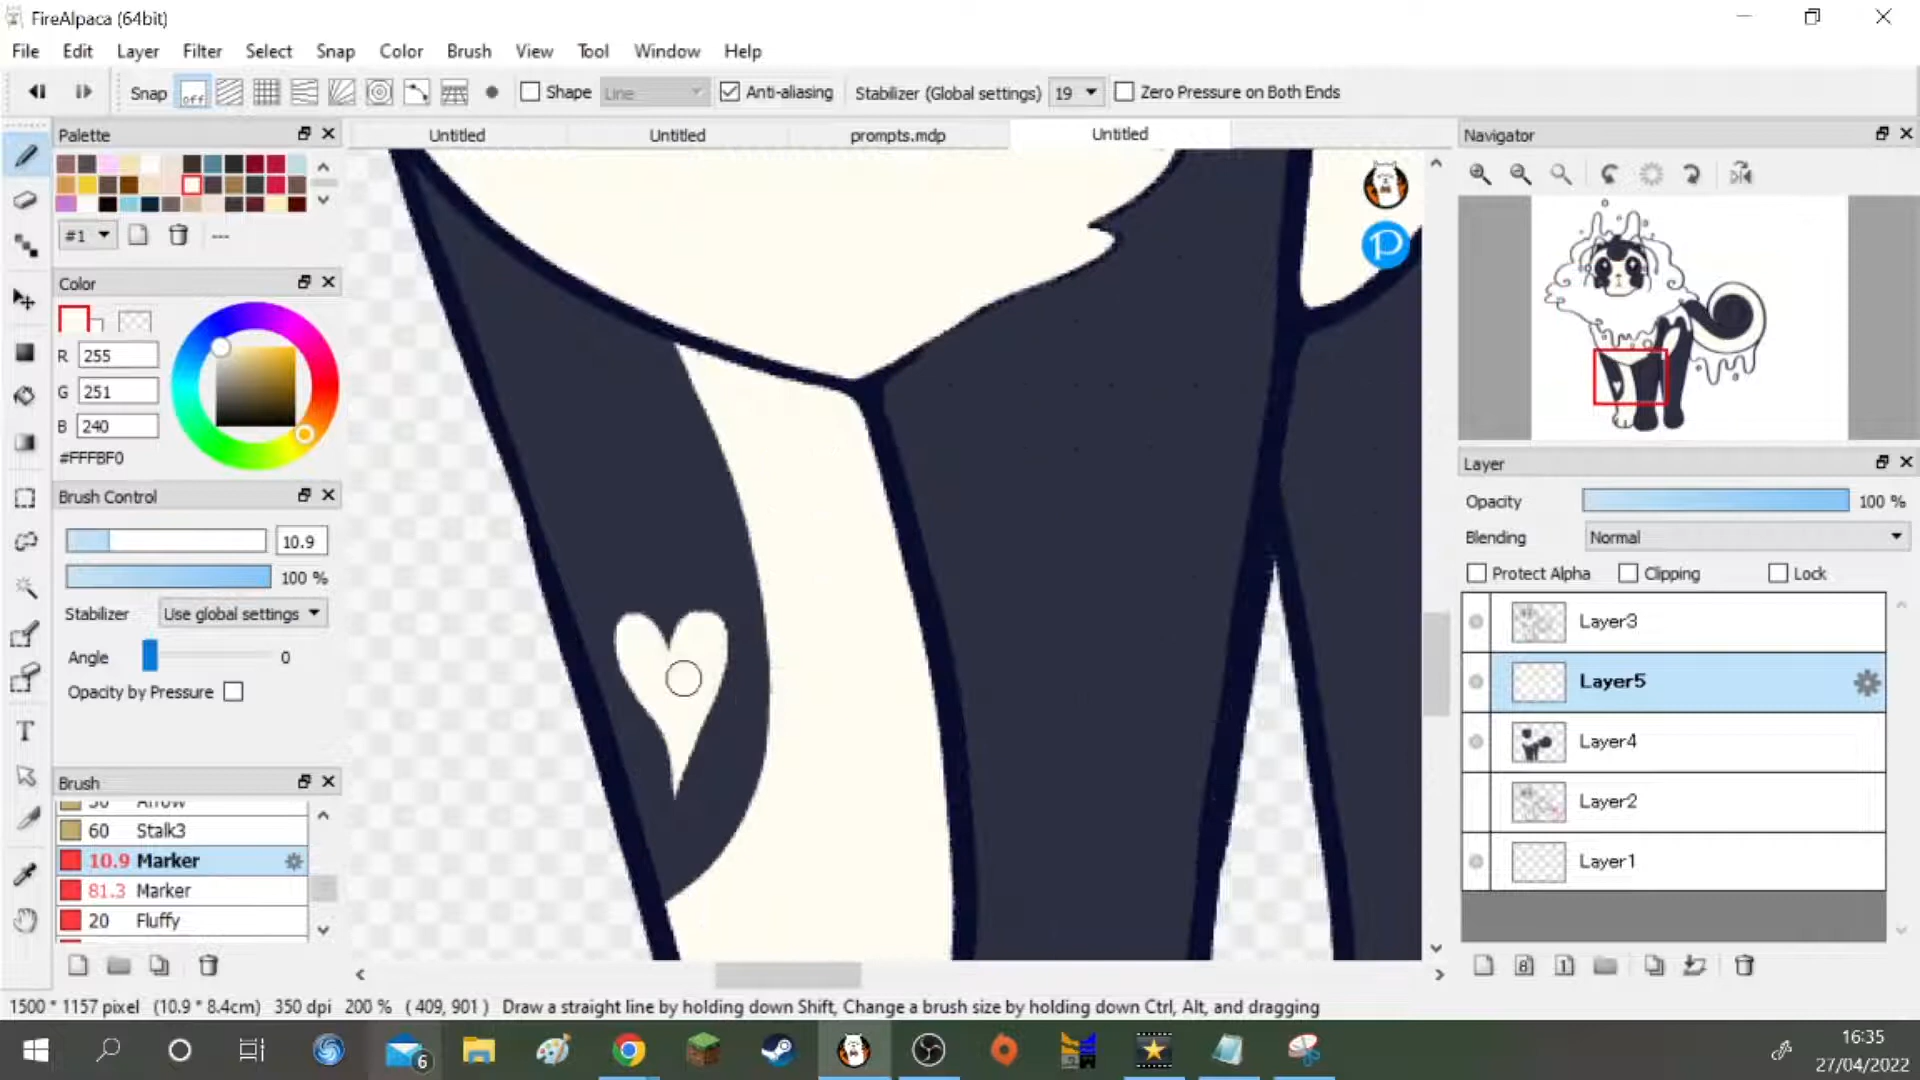 FireAlpaca (64bit)
File Edit Layer Filter Select Snap Color Brush View Tool Window Help
Snap off Shape Line Anti-aliasing Stabilizer (Global settings) 19 Zero Pressure on Both Ends
Palette
Untitled Untitled prompts.mdp Untitled
Navigator
#1
---
Color
R 255
G 251
B 240
#FFFBF0
Brush Control
10.9
100 %
Stabilizer Use global settings
Angle 0
Opacity by Pressure
Brush
50 Arrow
60 Stalk3
10.9 Marker
81.3 Marker
20 Fluffy
Layer
Opacity 100 %
Blending Normal
Protect Alpha Clipping Lock
Layer3
Layer5
Layer4
Layer2
Layer1
8 1
T
P
1500 * 1157 pixel (10.9 * 8.4cm) 350 dpi 200 % ( 409, 901 ) Draw a straight line by holding down Shift, Change a brush size by holding down Ctrl, Alt, and dragging
6
16:35
27/04/2022